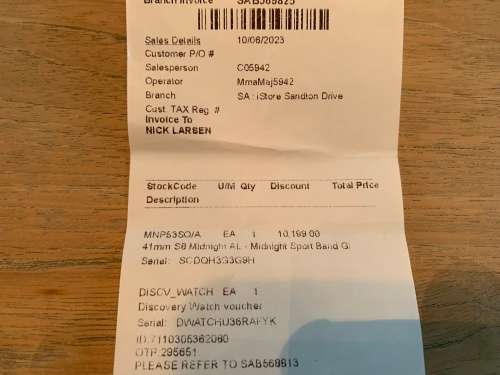 Branch Invoice SAB569825
Sales Details 10/06/2023
Customer P/O #
Salesperson C05942
Operator MmaMaj5942
Branch SA : iStore Sandton Drive
Cust. TAX Reg. #
Invoice To
NICK LARSEN
StockCode U/M Qty Discount Total Price
Description
MNP53SO/A EA 1 10,199.00
41mm S8 Midnight AL - Midnight Sport Band G
Serial:
DISCV_WATCH EA 1
Discovery Watch voucher
Serial: DWATCHU36RAFYK
ID:7110305362080
OTP:295651
PLEASE REFER TO SAB569813